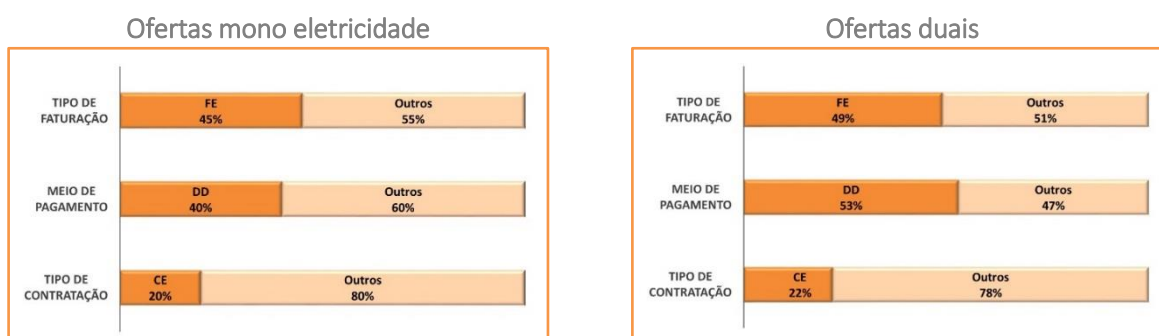 Ofertas mono eletricidade
TIPO DE
FATURAÇÃO
FE
45%
Outros
55%
MEIO DE
PAGAMENTO
DD
40%
Outros
60%
TIPO DE
CONTRATAÇÃO
CE
20%
Outros
80%
Ofertas duais
TIPO DE
FATURAÇÃO
FE
49%
Outros
51%
MEIO DE
PAGAMENTO
DD
53%
Outros
47%
TIPO DE
CONTRATAÇÃO
CE
22%
Outros
78%